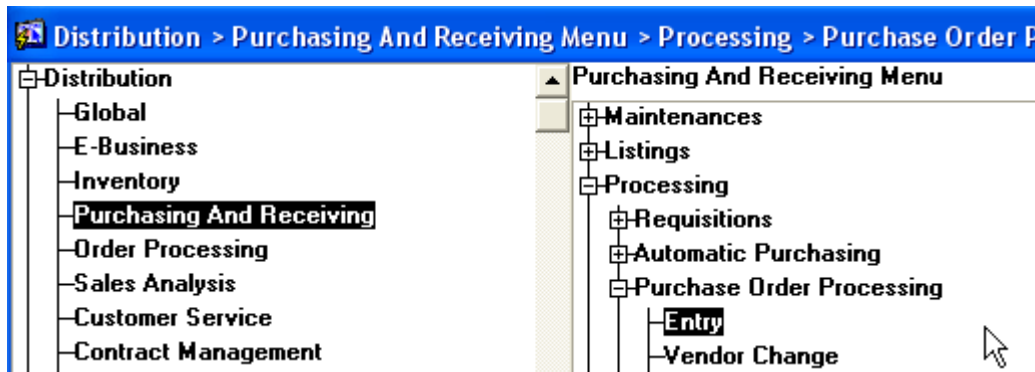 Distribution > Purchasing And Receiving Menu > Processing > Purchase Order
Distribution
Global
E-Business
Inventory
Purchasing And Receiving
Order Processing
Sales Analysis
Customer Service
Contract Management
Purchasing And Receiving Menu
Maintenances
Listings
Processing
Requisitions
Automatic Purchasing
Purchase Order Processing
Entry
Vendor Change